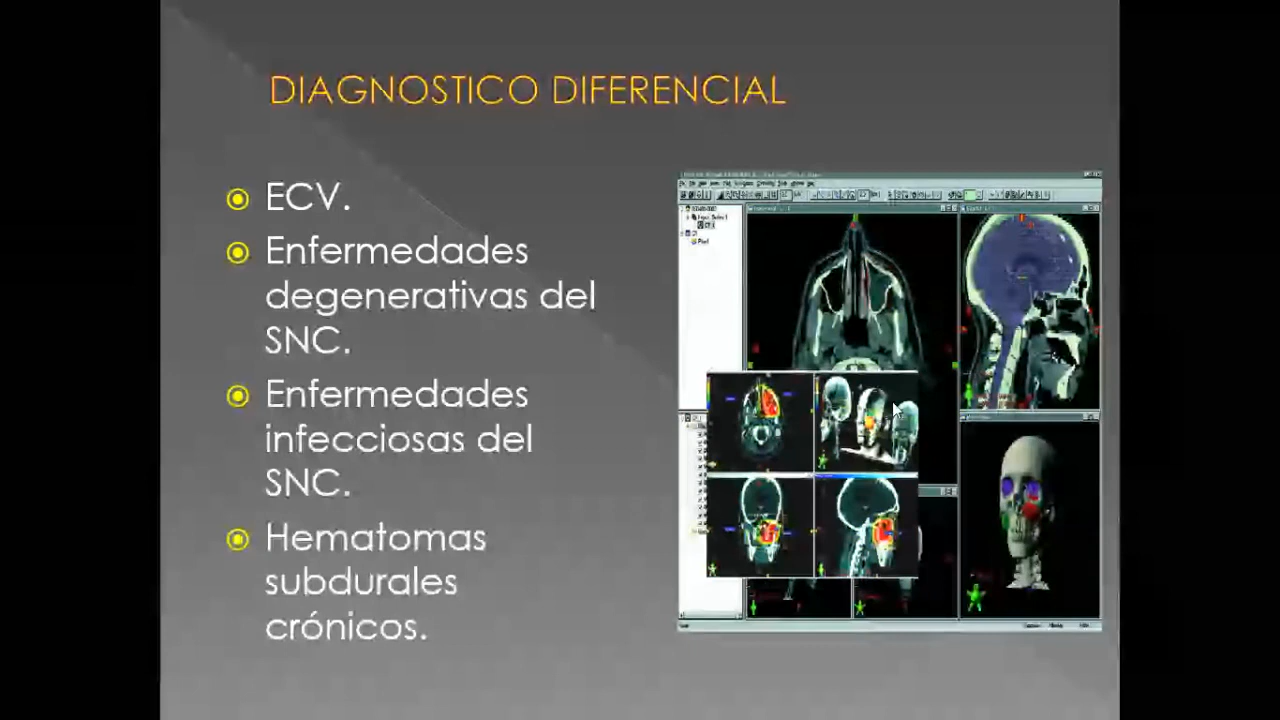 DIAGNOSTICO DIFERENCIAL
ECV.
Enfermedades
degenerativas del
SNC.
Enfermedades
infecciosas del
SNC.
Hematomas
subdurales
crónicos.